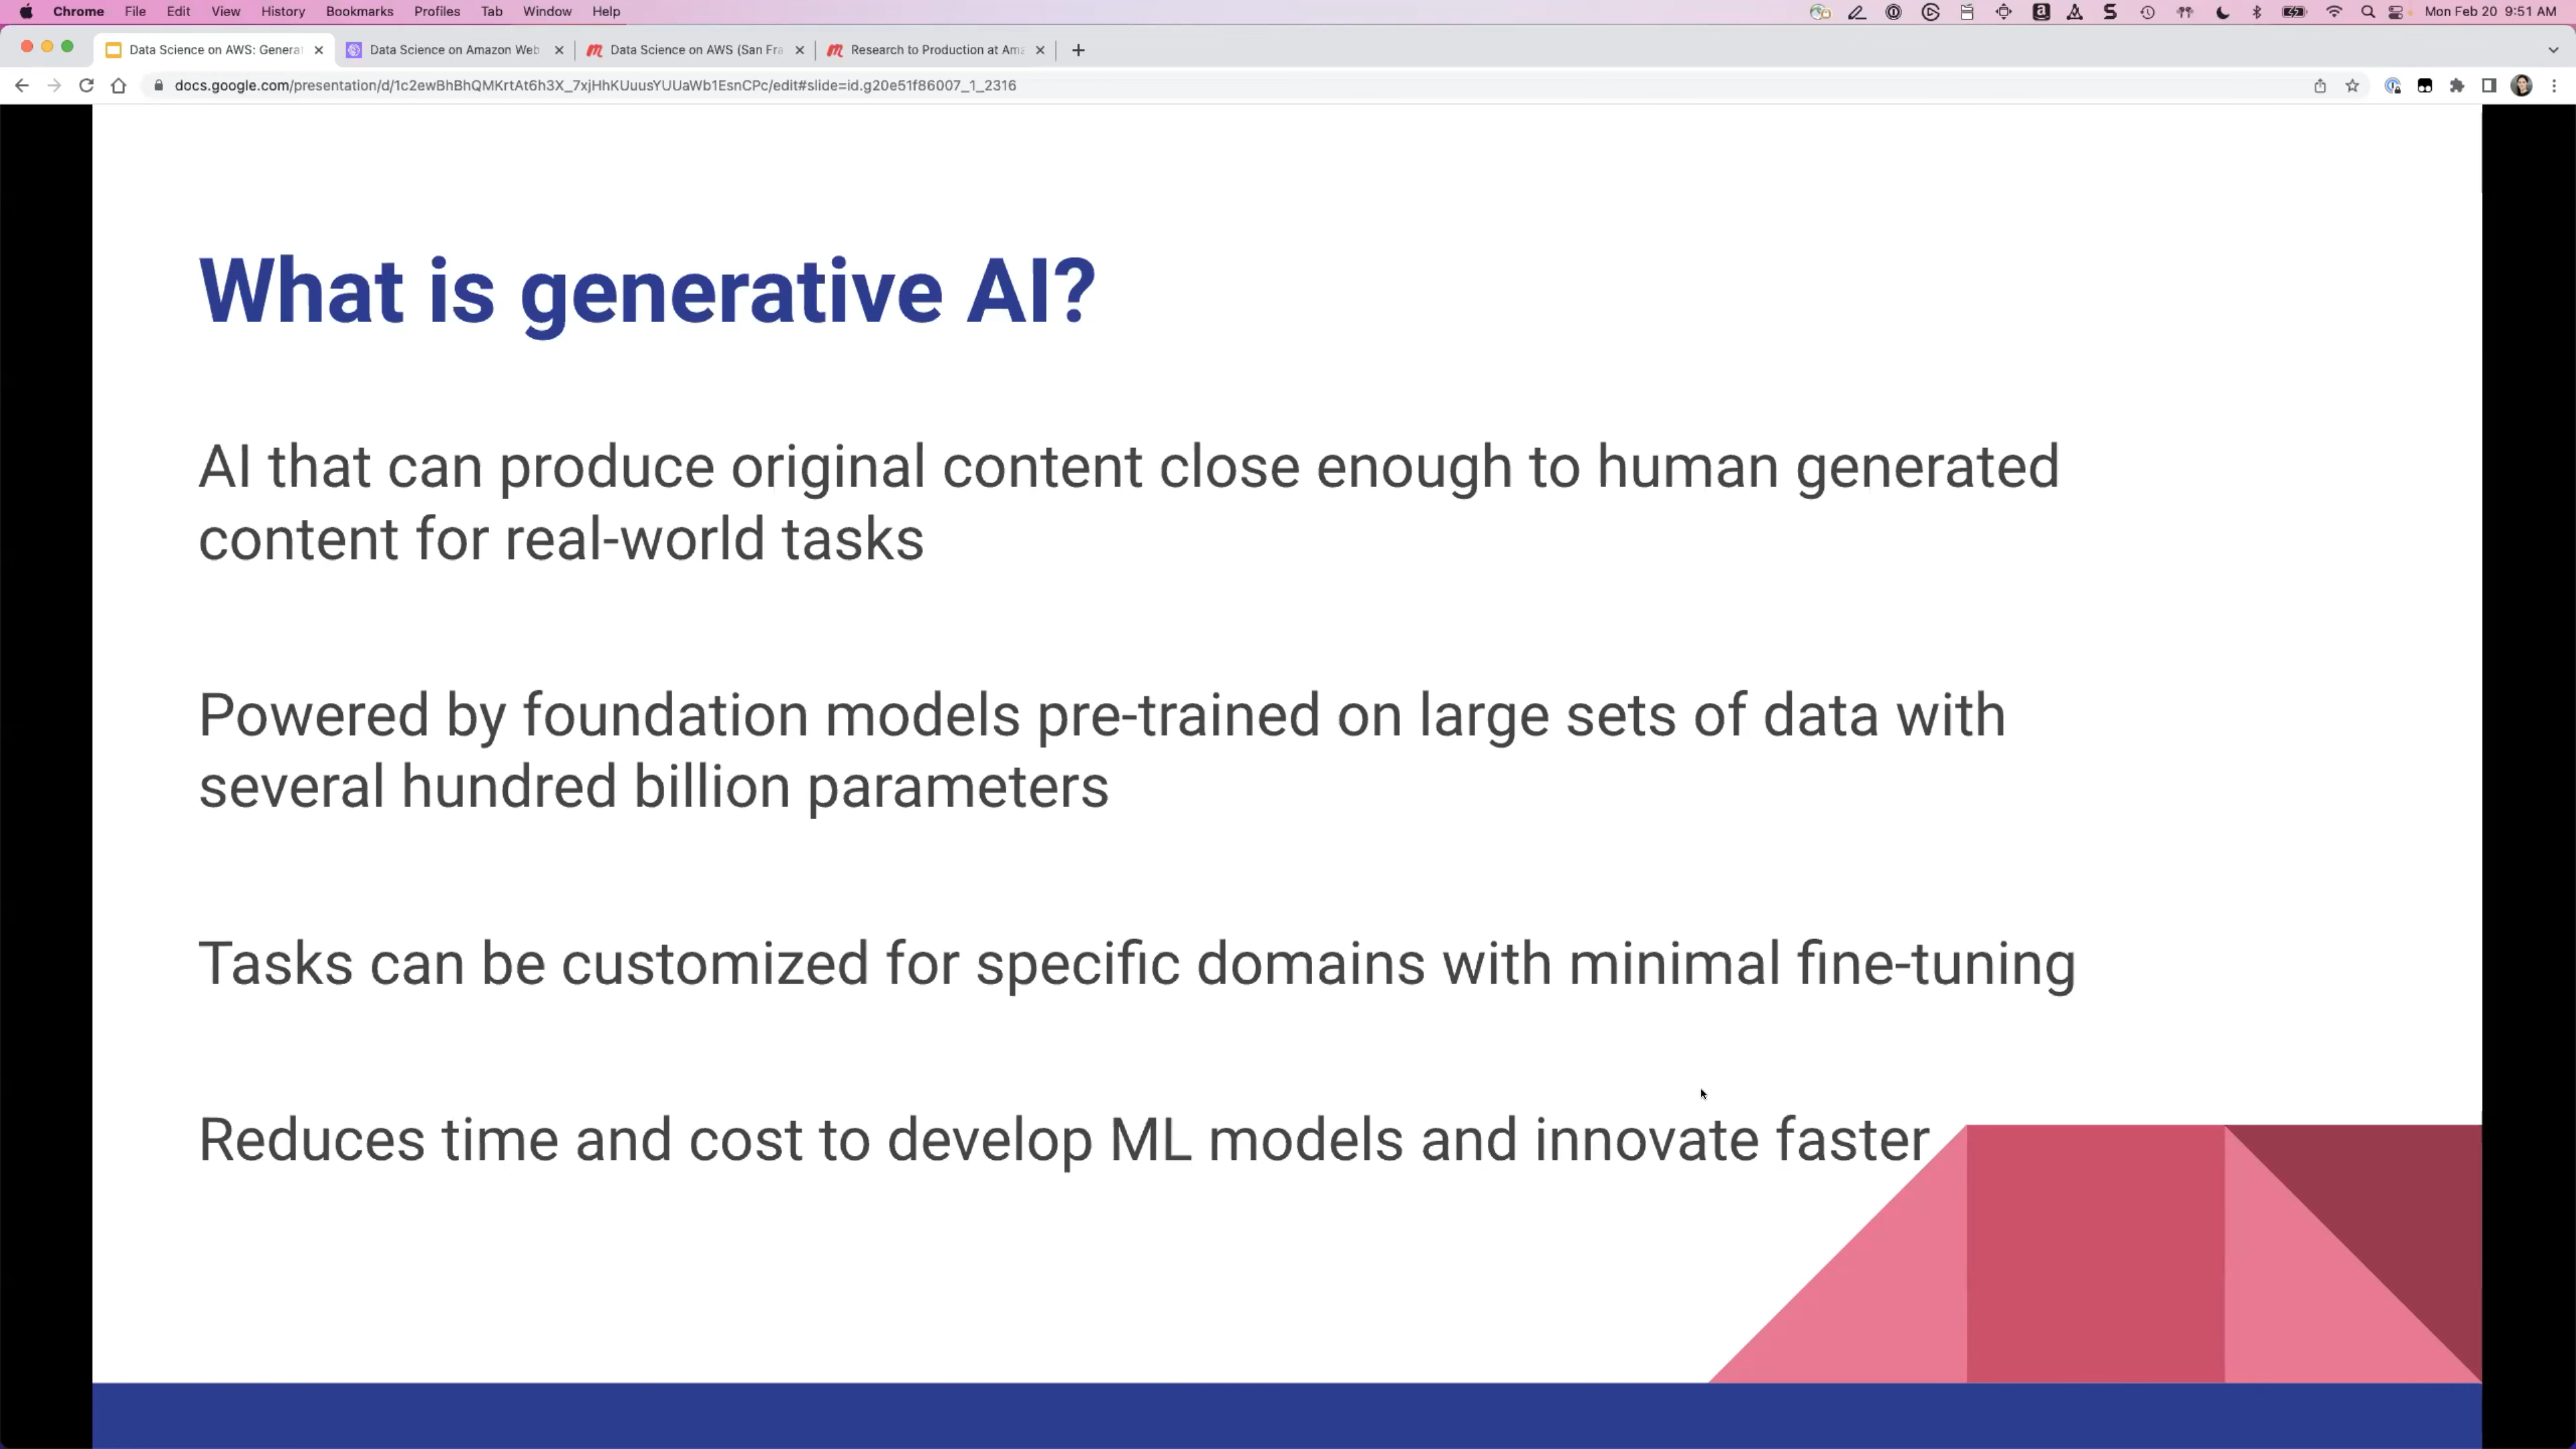 Chrome File Edit View History Bookmarks Profiles Tab Window Help Mon Feb 20 9:51 AM
Data Science on AWS: Genera Data Science on Amazon Web Data Science on AWS (San Fra Research to Production at Ama
docs.google.com/presentation/d/1c2ewBhBhQMKrtAt6h3X_7xjHhKUuusYUUaWb1EsnCPc/edit#slide=id.g20e51f86007_1_2316
What is generative AI?
AI that can produce original content close enough to human generated
content for real-world tasks
Powered by foundation models pre-trained on large sets of data with
several hundred billion parameters
Tasks can be customized for specific domains with minimal fine-tuning
Reduces time and cost to develop ML models and innovate faster